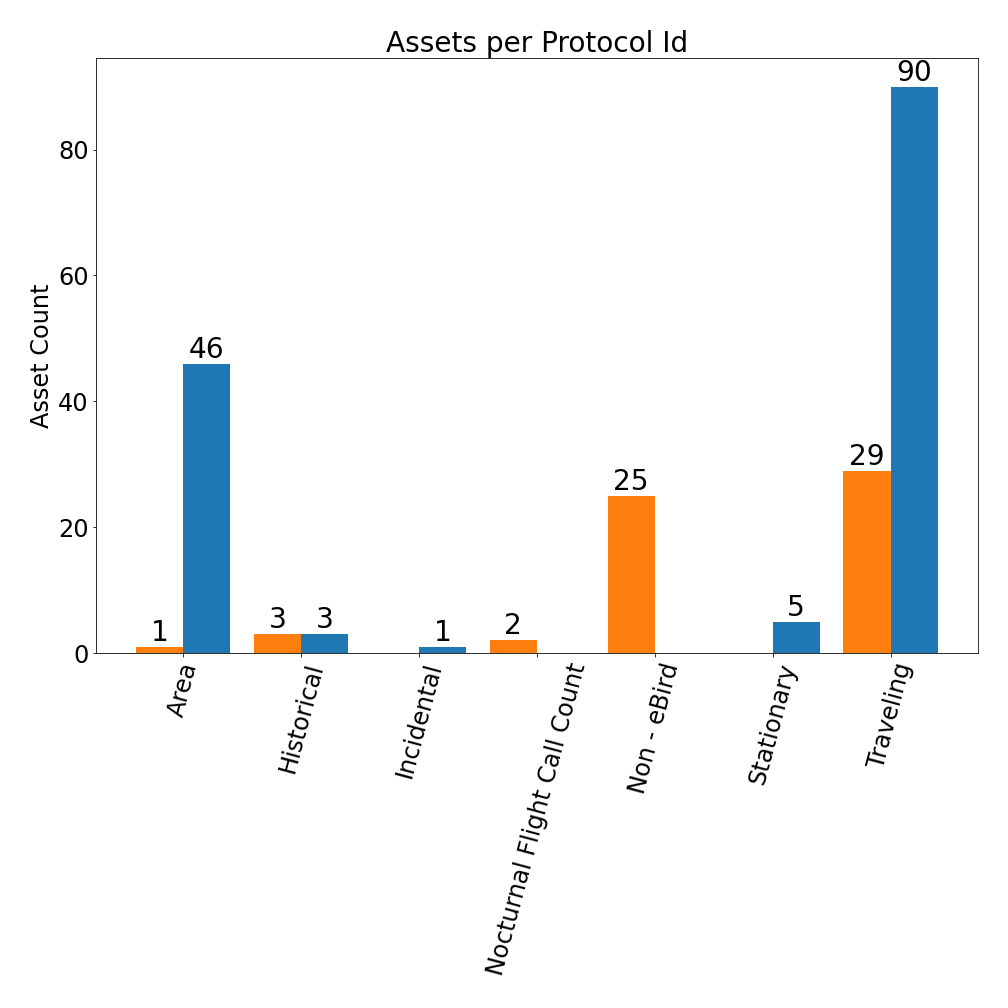 Assets per Protocol Id
Asset Count
80
60
40
20
0
1
46
3
3
1
2
25
5
29
90
Area
Historical
Incidental
Nocturnal Flight Call Count
Non - eBird
Stationary
Traveling